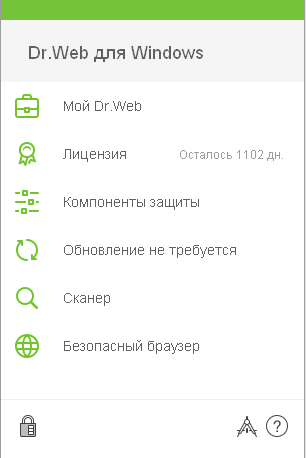 Dr.Web для Windows
Мой Dr.Web
Лицензия Осталось 1102 дн.
Компоненты защиты
Обновление не требуется
Сканер
Безопасный браузер
?